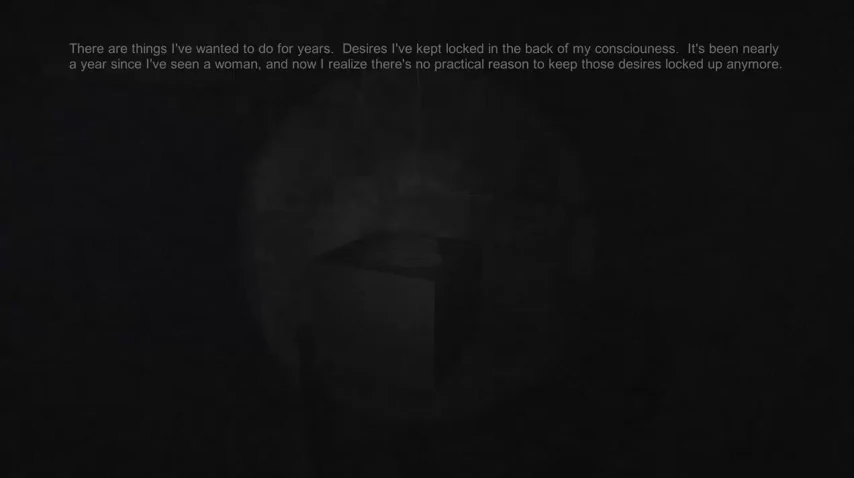 There are things I've wanted to do for years.  Desires I've kept locked in the back of my consciouness.  It's been nearly
a year since I've seen a woman, and now I realize there's no practical reason to keep those desires locked up anymore.